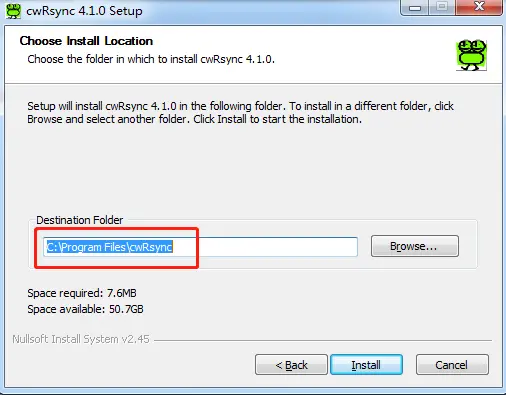 cwRsync 4.1.0 Setup
Choose Install Location
Choose the folder in which to install cwRsync 4.1.0.
Setup will install cwRsync 4.1.0 in the following folder. To install in a different folder, click
Browse and select another folder. Click Install to start the installation.
Destination Folder
C:\Program Files\cwRsync
Browse...
Space required: 7.6MB
Space available: 50.7GB
Nullsoft Install System v2.45
< Back
Install
Cancel